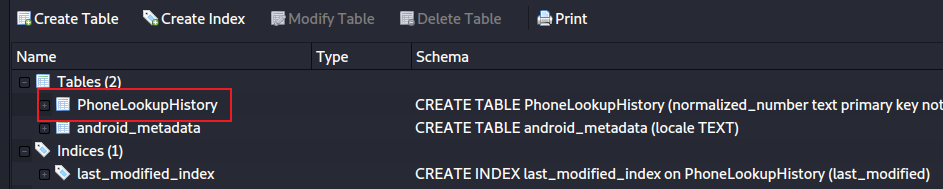 Create Table Create Index Modify Table Delete Table Print
Name Type Schema
Tables (2)
PhoneLookupHistory CREATE TABLE PhoneLookupHistory (normalized_number text primary key not
android_metadata CREATE TABLE android_metadata (locale TEXT)
Indices (1)
last_modified_index CREATE INDEX last_modified_index on PhoneLookupHistory (last_modified)